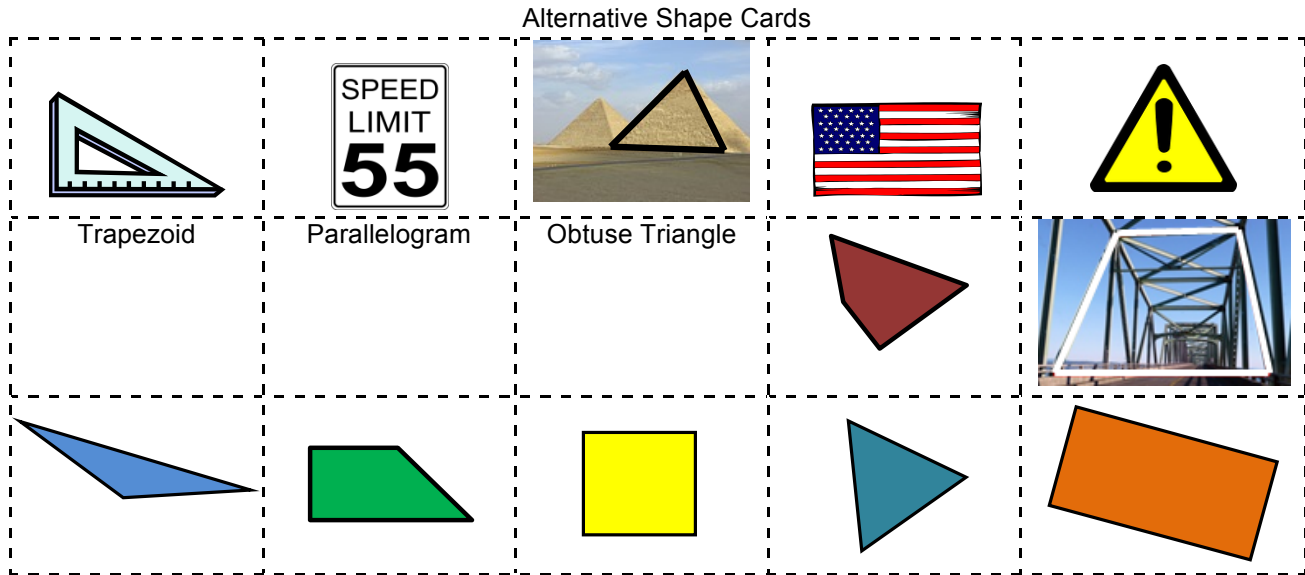 Alternative Shape Cards
SPEED
LIMIT
55
!
Trapezoid
Parallelogram
Obtuse Triangle